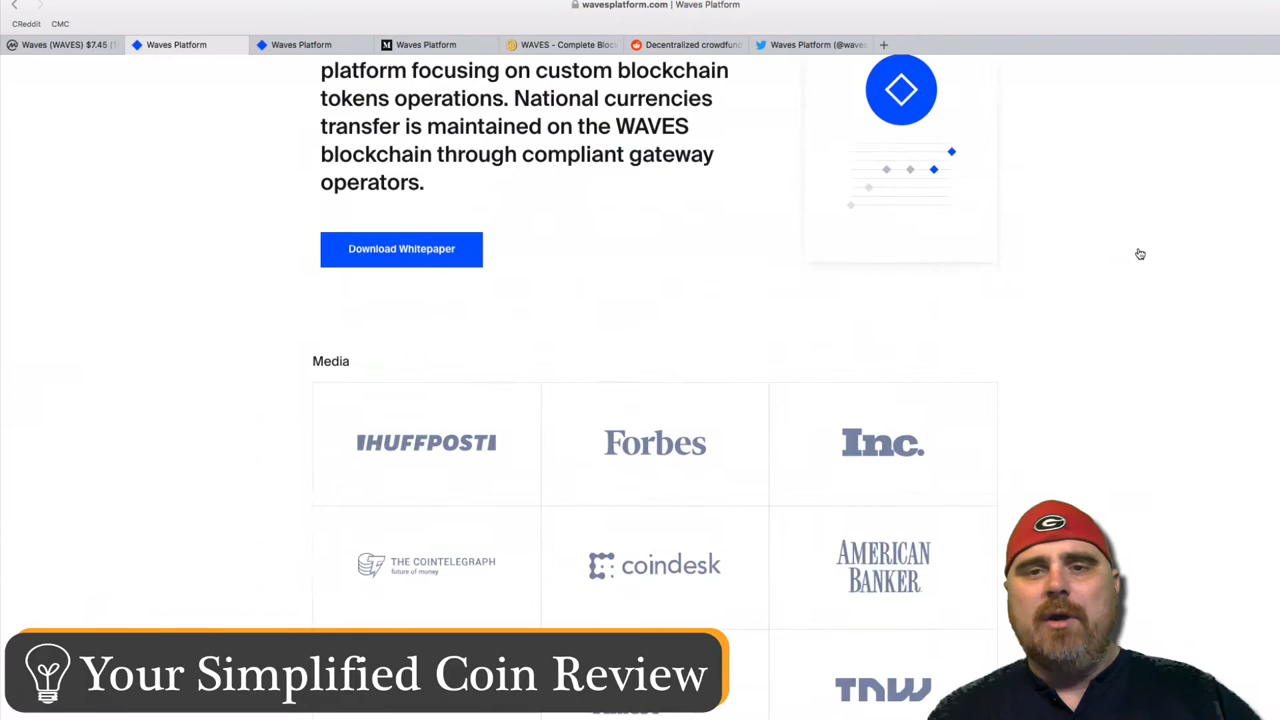 wavesplatform.com | Waves Platform
CReddit CMC
Waves (WAVES) $7.45 (1
Waves Platform
Waves Platform
Waves Platform
WAVES - Complete Bloc
Decentralized crowdfun
Waves Platform (@waves
platform focusing on custom blockchain
tokens operations. National currencies
transfer is maintained on the WAVES
blockchain through compliant gateway
operators.
Download Whitepaper
Media
HUFFPOST
Forbes
Inc.
THE COINTELEGRAPH
future of money
coindesk
AMERICAN
BANKER
TNW
Your Simplified Coin Review